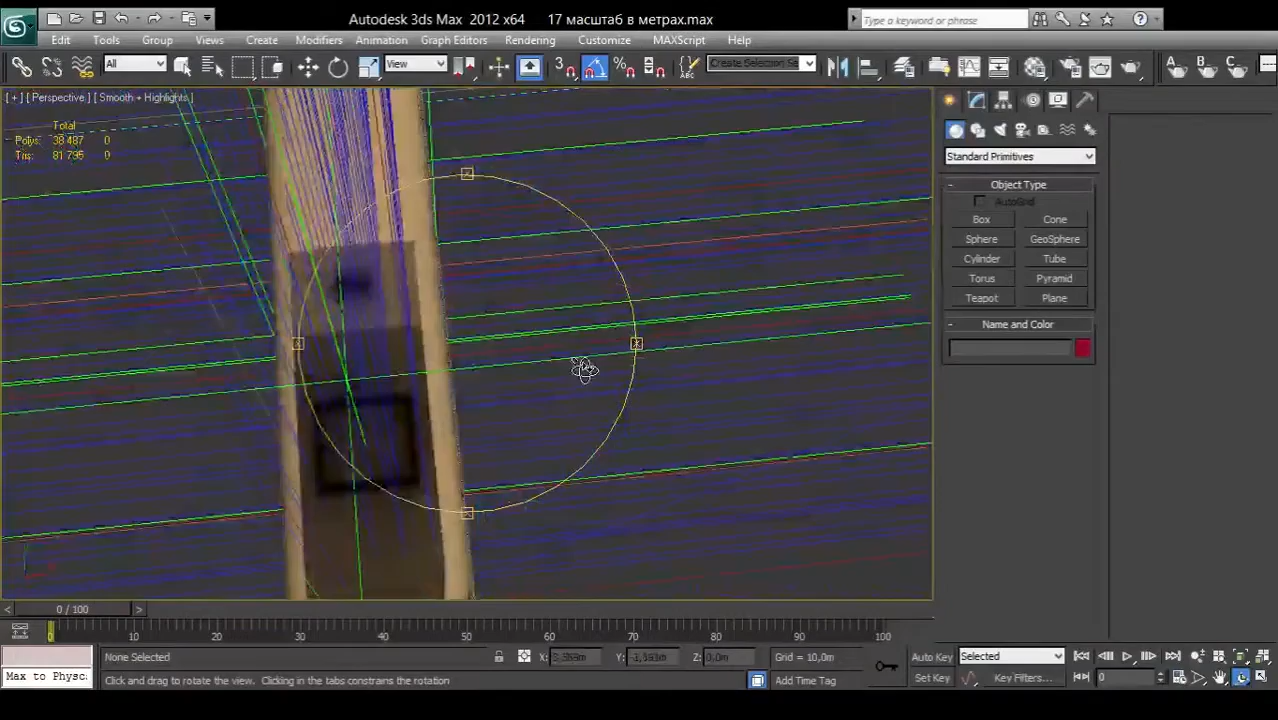 Autodesk 3ds Max 2012 x64 17 масштаб в метрах.max
Type a keyword or phrase
Edit Tools Group Views Create Modifiers Animation Graph Editors Rendering Customize MAXScript Help
All View 3 Create Selection Se A B C
[ + ] [ Perspective ] [ Smooth + Highlights ]
Total
Polys: 38 487 0
Tris: 81 795 0
Standard Primitives
- Object Type
AutoGrid
Box Cone
Sphere GeoSphere
Cylinder Tube
Torus Pyramid
Teapot Plane
- Name and Color
< 0 / 100 >
0 10 20 30 40 50 60 70 80 90 100
None Selected X: Y: Z: 0,0m Grid = 10,0m Auto Key Selected
Max to Physc. Click and drag to rotate the view. Clicking in the tabs constrains the rotation Add Time Tag Set Key Key Filters... 0